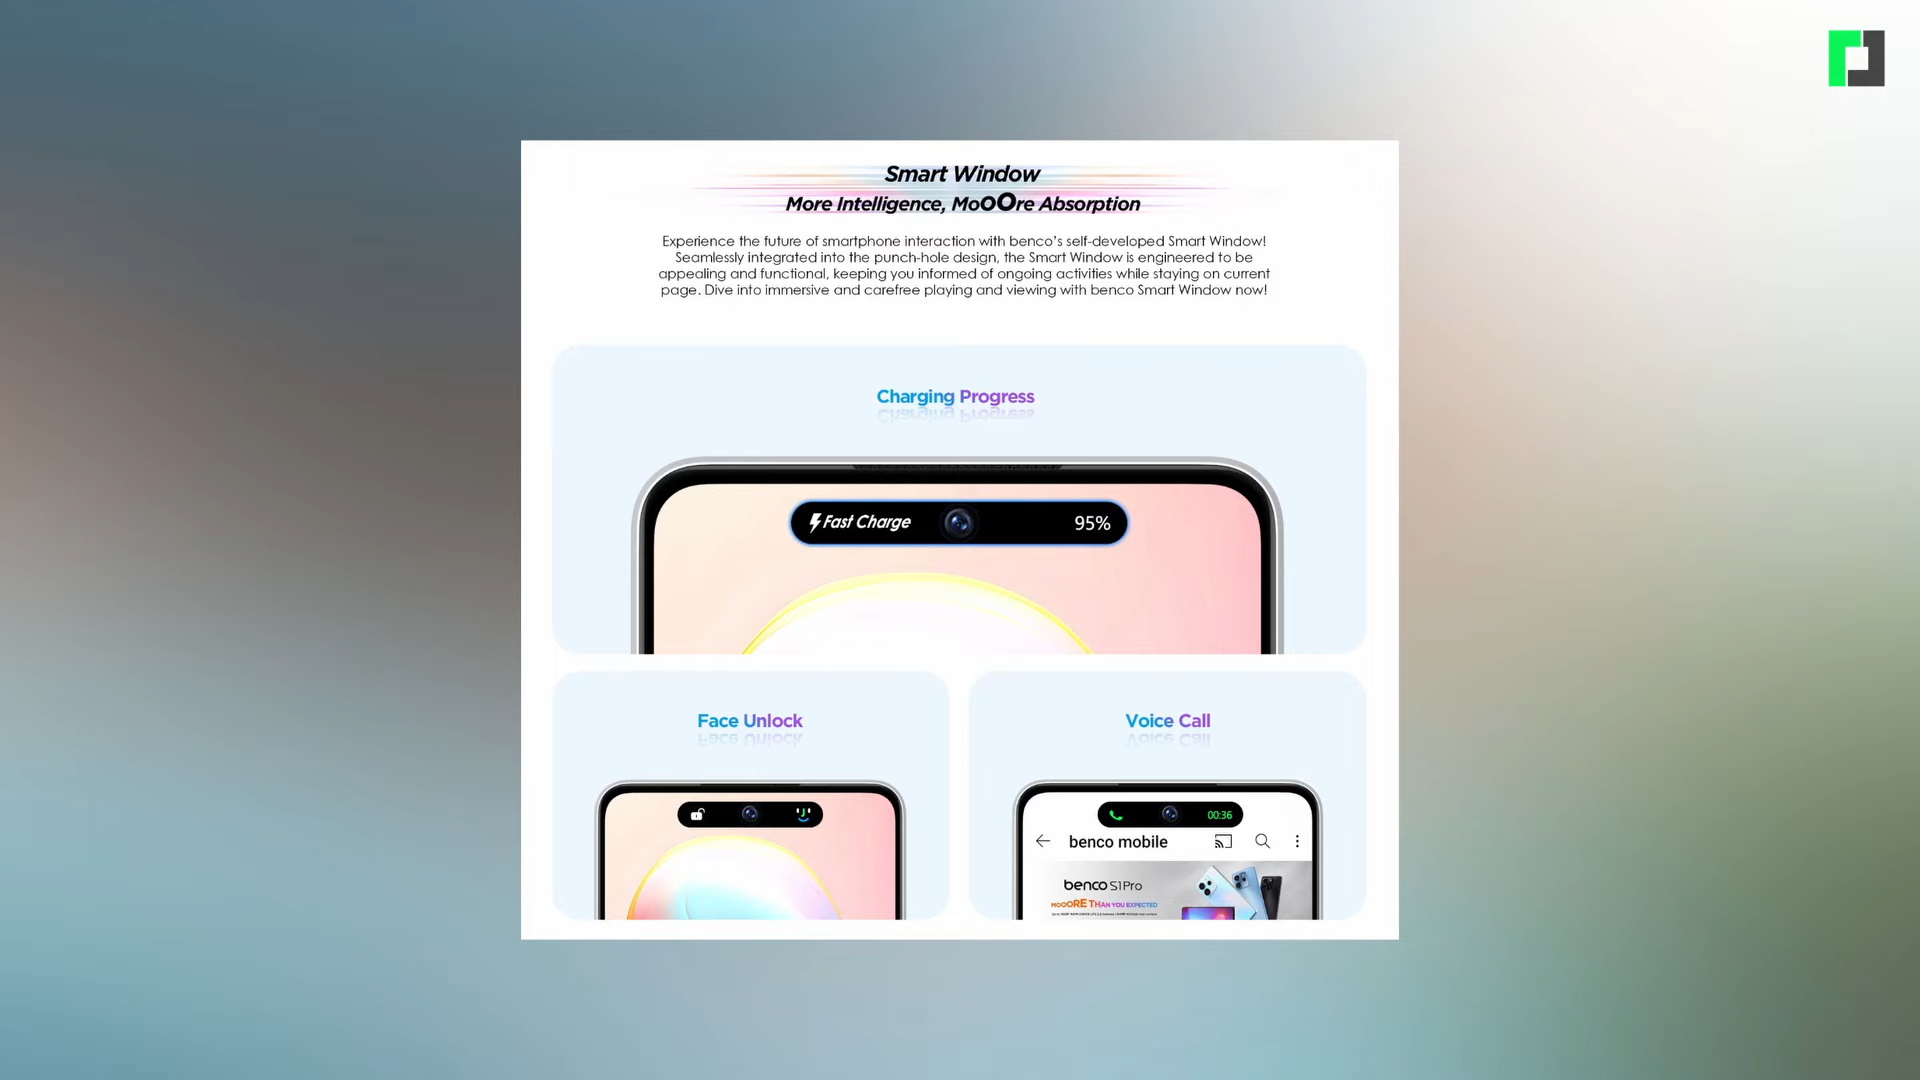 Smart Window
More Intelligence, MoOOre Absorption
Experience the future of smartphone interaction with benco's self-developed Smart Window!
Seamlessly integrated into the punch-hole design, the Smart Window is engineered to be
appealing and functional, keeping you informed of ongoing activities while staying on current
page. Dive into immersive and carefree playing and viewing with benco Smart Window now!
Charging Progress
Fast Charge 95%
Face Unlock
Voice Call
00:36
benco mobile
benco S1Pro
MOOORE THAN YOU EXPECTED